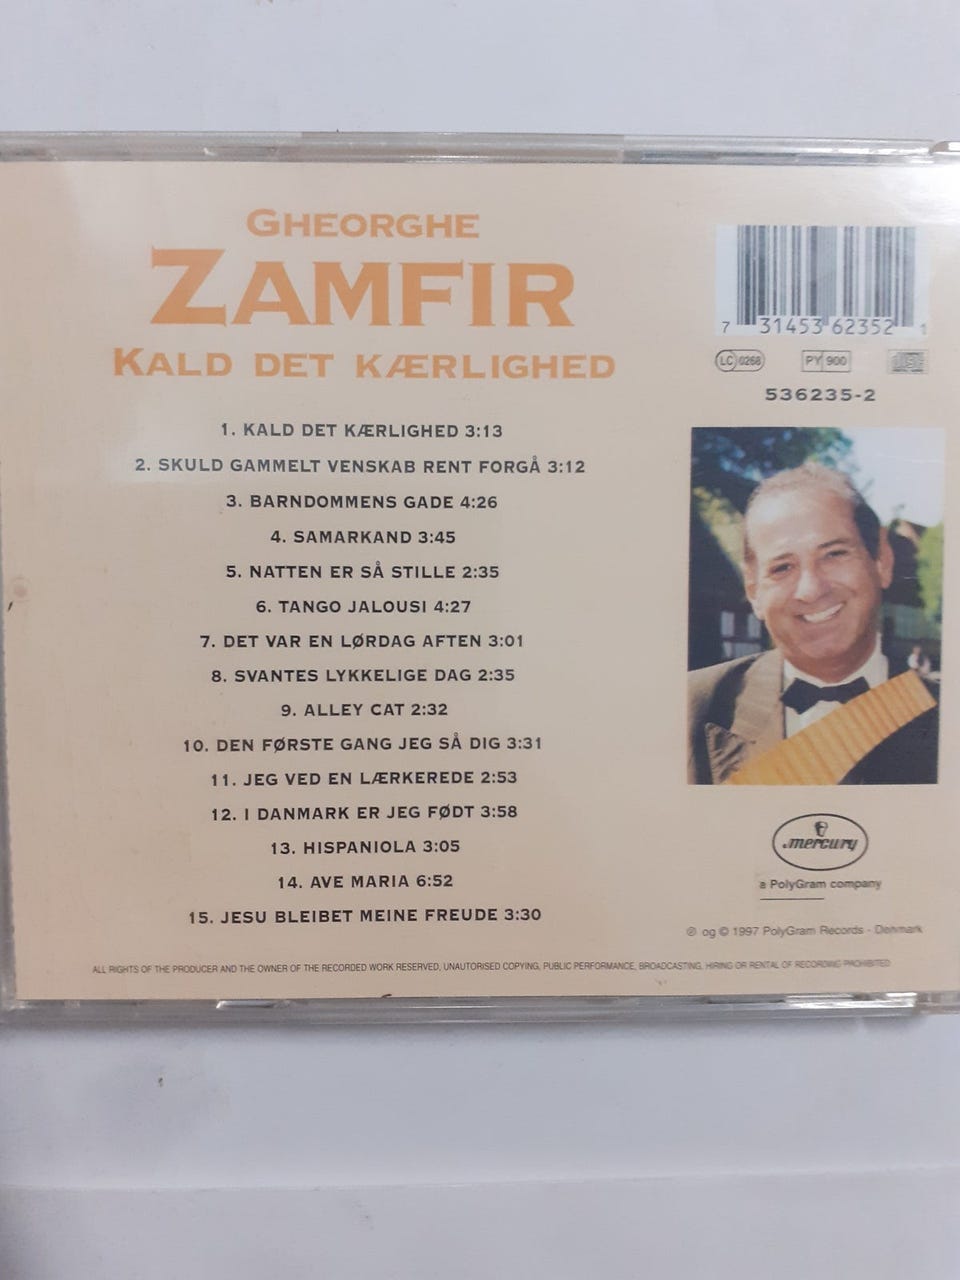 GHEORGHE
ZAMFIR
KALD DET KÆRLIGHED
1. KALD DET KÆRLIGHED 3:13
2. SKULD GAMMELT VENSKAB RENT FORGÅ 3:12
3. BARNDOMMENS GADE 4:26
4. SAMARKAND 3:45
5. NATTEN ER SÅ STILLE 2:35
6. TANGO JALOUSI 4:27
7. DET VAR EN LØRDAG AFTEN 3:01
8. SVANTES LYKKELIGE DAG 2:35
9. ALLEY CAT 2:32
10. DEN FØRSTE GANG JEG SÅ DIG 3:31
11. JEG VED EN LÆRKEREDE 2:53
12. I DANMARK ER JEG FØDT 3:58
13. HISPANIOLA 3:05
14. AVE MARIA 6:52
15. JESU BLEIBET MEINE FREUDE 3:30
7 31453 62352 1
LC 0268 PY 900
536235-2
mercury
a PolyGram company
℗ og © 1997 PolyGram Records - Denmark
ALL RIGHTS OF THE PRODUCER AND THE OWNER OF THE RECORDED WORK RESERVED, UNAUTORISED COPYING, PUBLIC PERFORMANCE, BROADCASTING, HIRING OR RENTAL OF RECORDING PROHIBITED